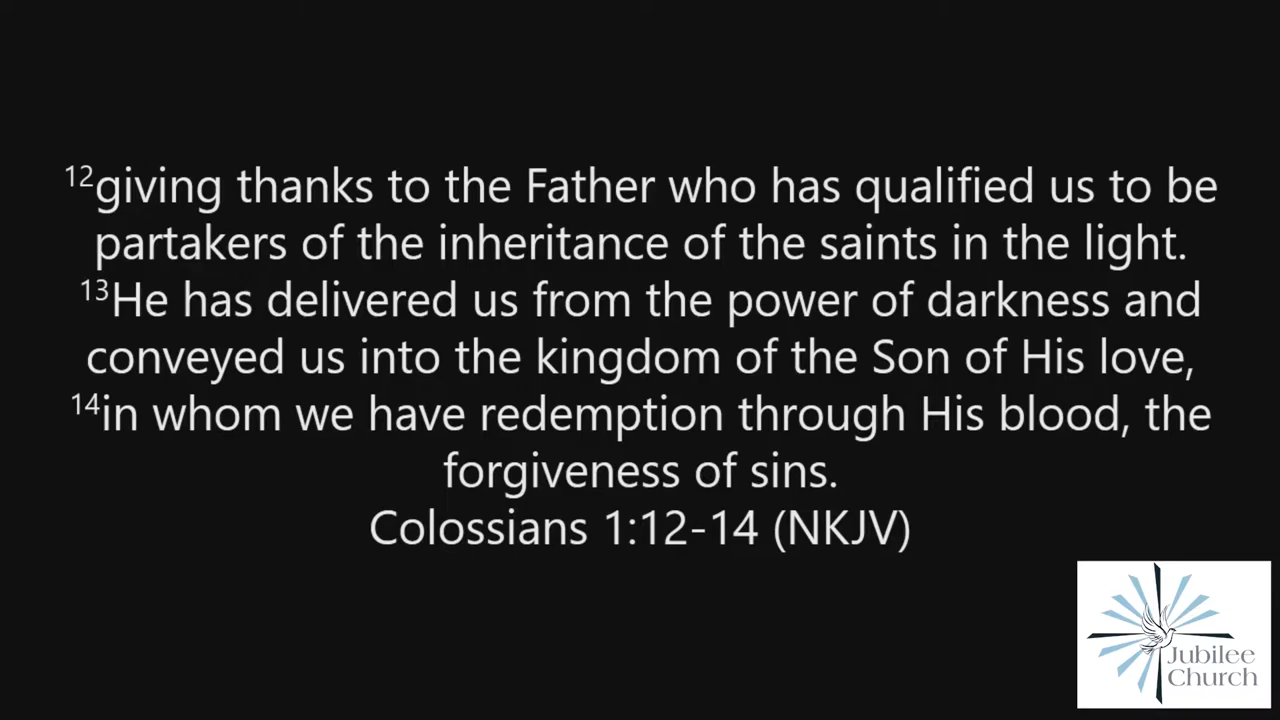 ¹²giving thanks to the Father who has qualified us to be
partakers of the inheritance of the saints in the light.
¹³He has delivered us from the power of darkness and
conveyed us into the kingdom of the Son of His love,
¹⁴in whom we have redemption through His blood, the
forgiveness of sins.
Colossians 1:12-14 (NKJV)
Jubilee
Church